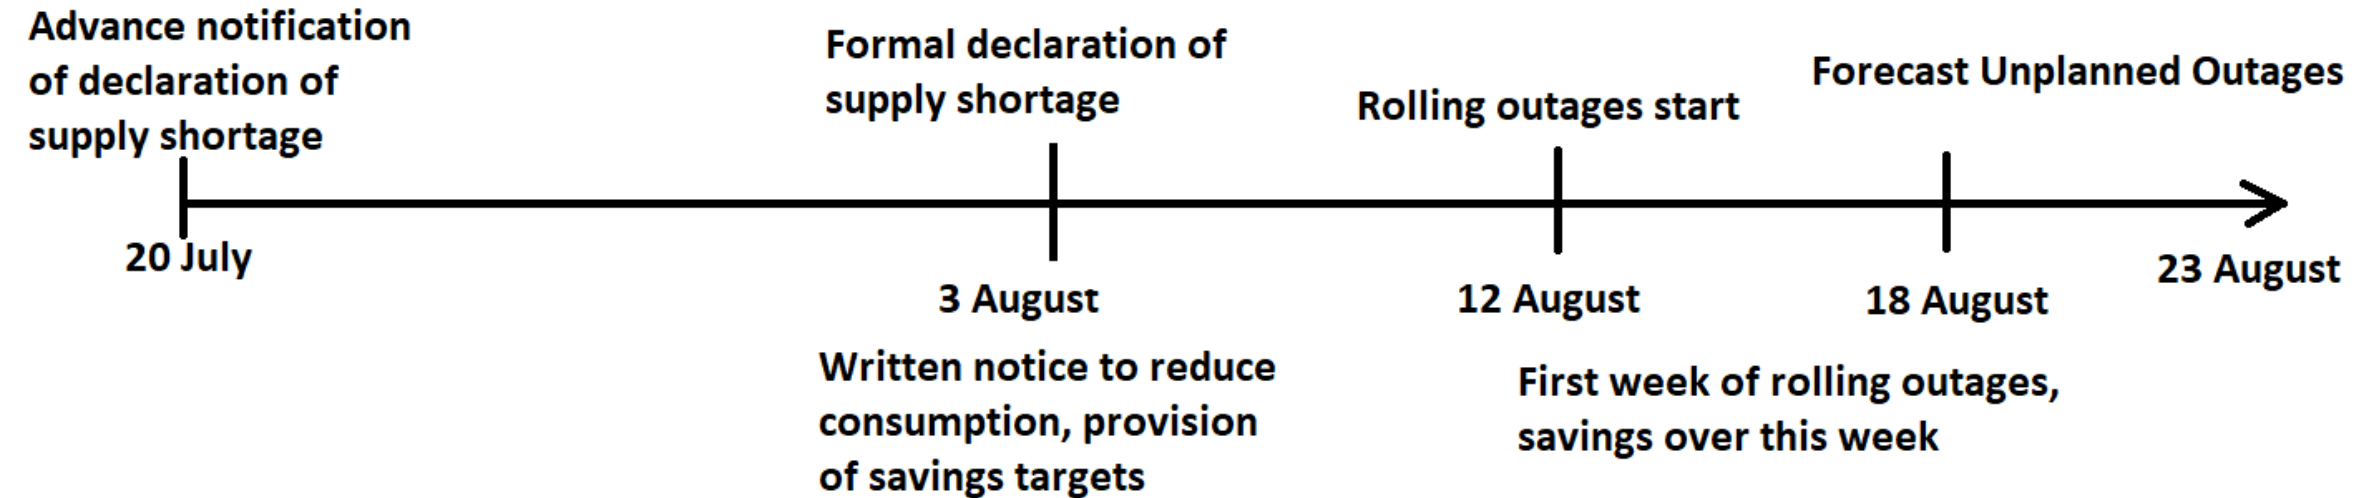 Advance notification
of declaration of
supply shortage
Formal declaration of
supply shortage
Rolling outages start
Forecast Unplanned Outages
20 July
3 August
12 August
18 August
23 August
Written notice to reduce
consumption, provision
of savings targets
First week of rolling outages,
savings over this week